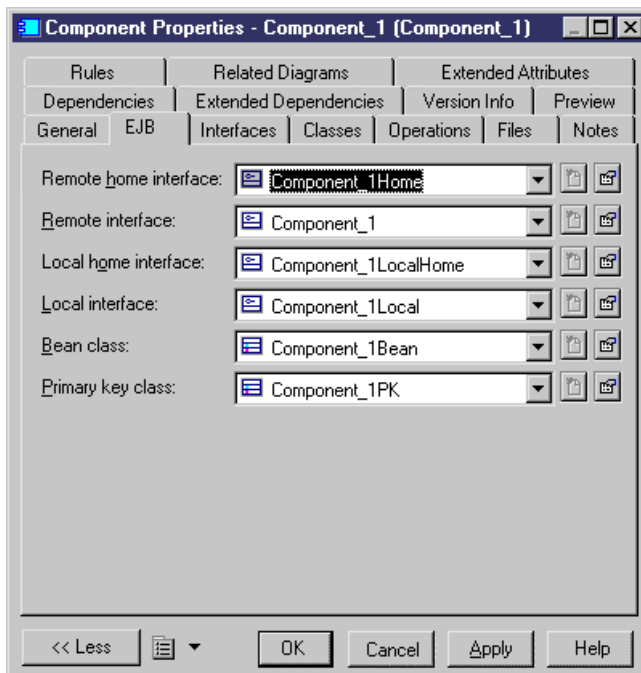 Component Properties - Component_1 (Component_1)
Rules Related Diagrams Extended Attributes
Dependencies Extended Dependencies Version Info Preview
General EJB Interfaces Classes Operations Files Notes
Remote home interface: Component_1Home
Remote interface: Component_1
Local home interface: Component_1LocalHome
Local interface: Component_1Local
Bean class: Component_1Bean
Primary key class: Component_1PK
<< Less OK Cancel Apply Help